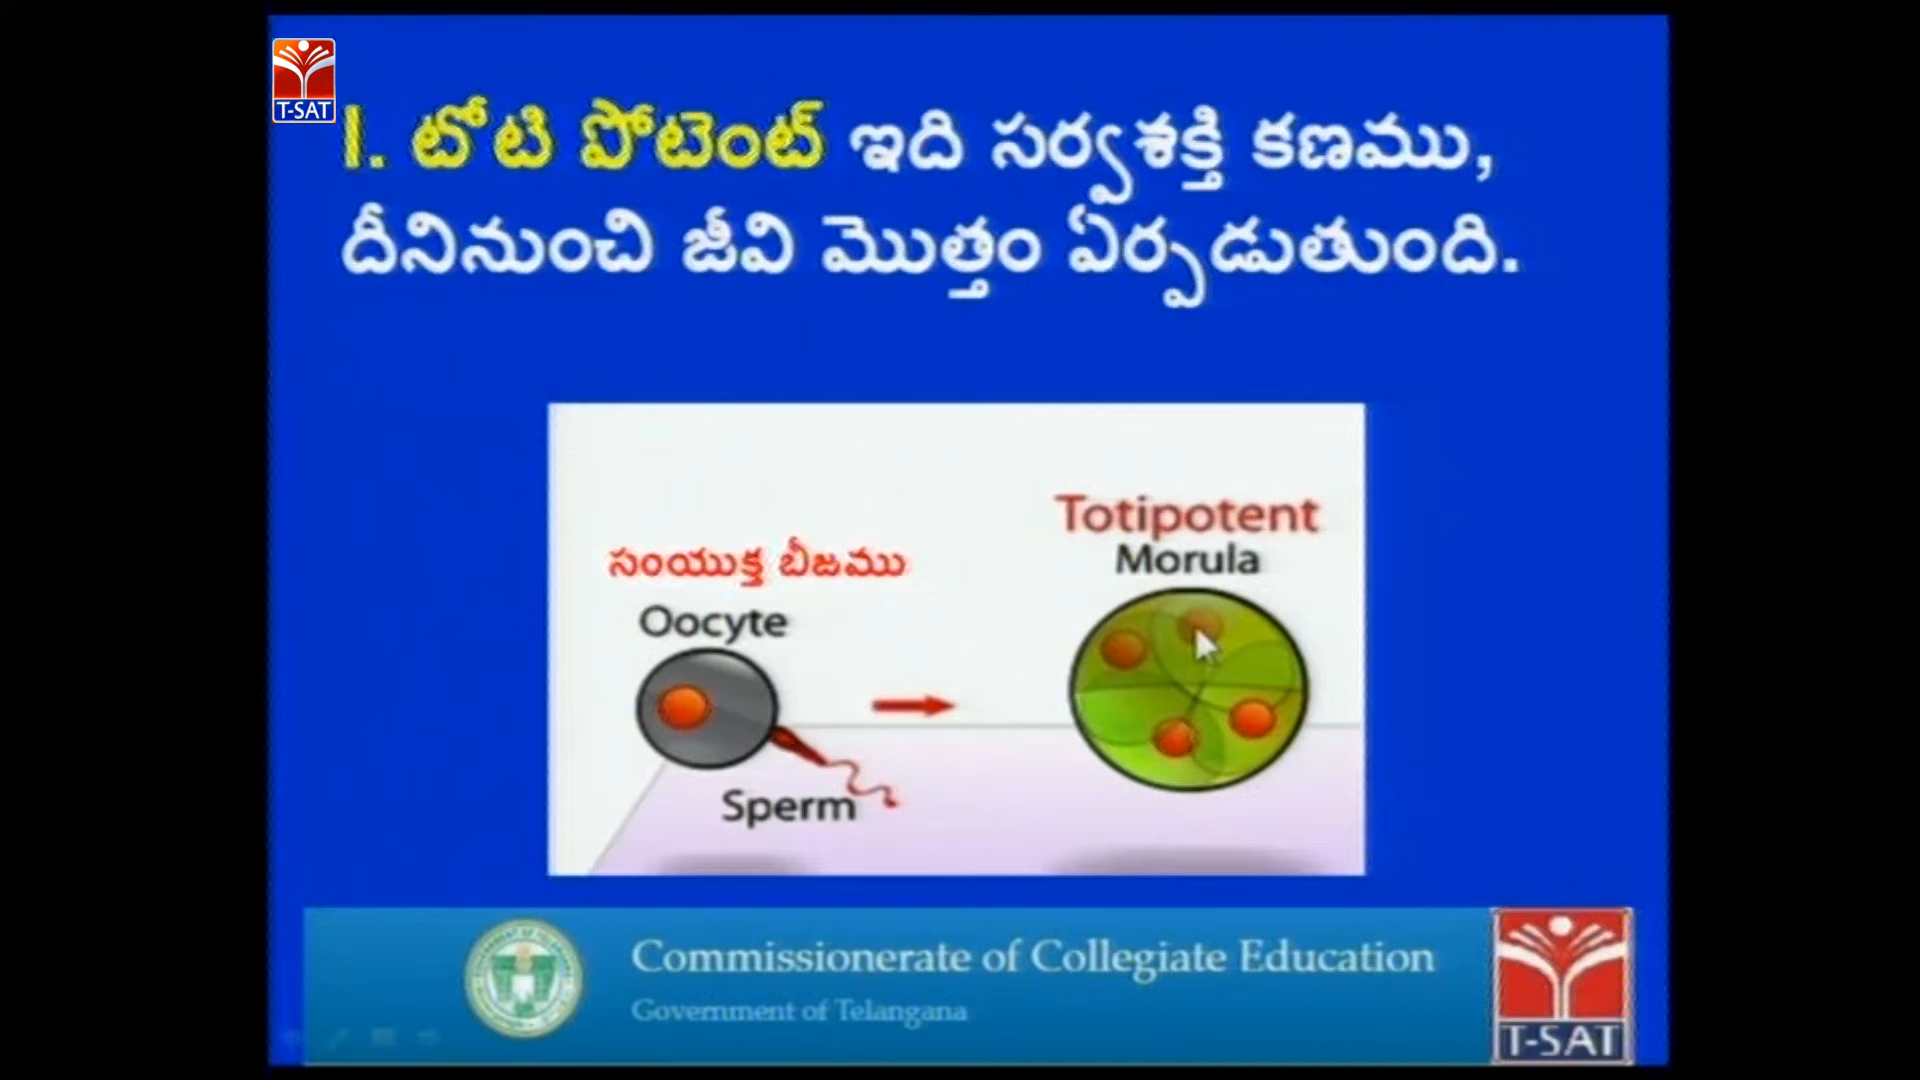 T-SAT
1. టోటి పోటెంట్ ఇది సర్వశక్తి కణము,
దీనినుంచి జీవి మొత్తం ఏర్పడుతుంది.
Totipotent
Morula
సంయుక్త బీజము
Oocyte
Sperm
Commissionerate of Collegiate Education
Government of Telangana
T-SAT